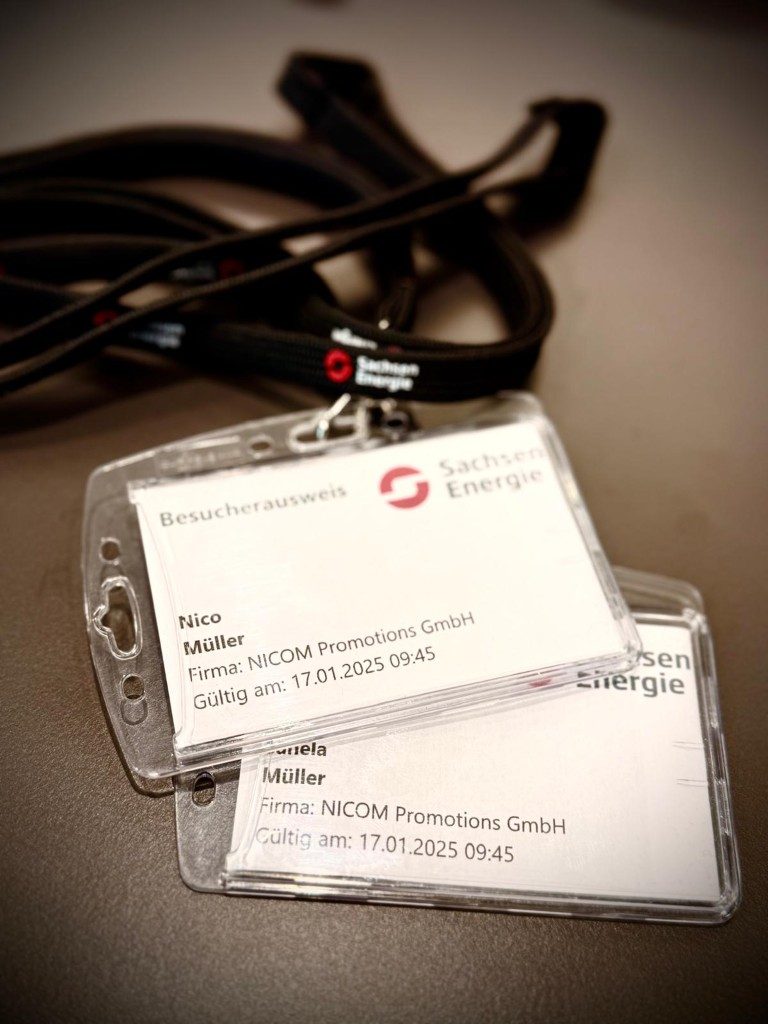 Sachsen
Energie
Besucherausweis
Sachsen
Energie
Nico
Müller
Firma: NICOM Promotions GmbH
Gültig am: 17.01.2025 09:45
Energie
Müller
Firma: NICOM Promotions GmbH
Gültig am: 17.01.2025 09:45